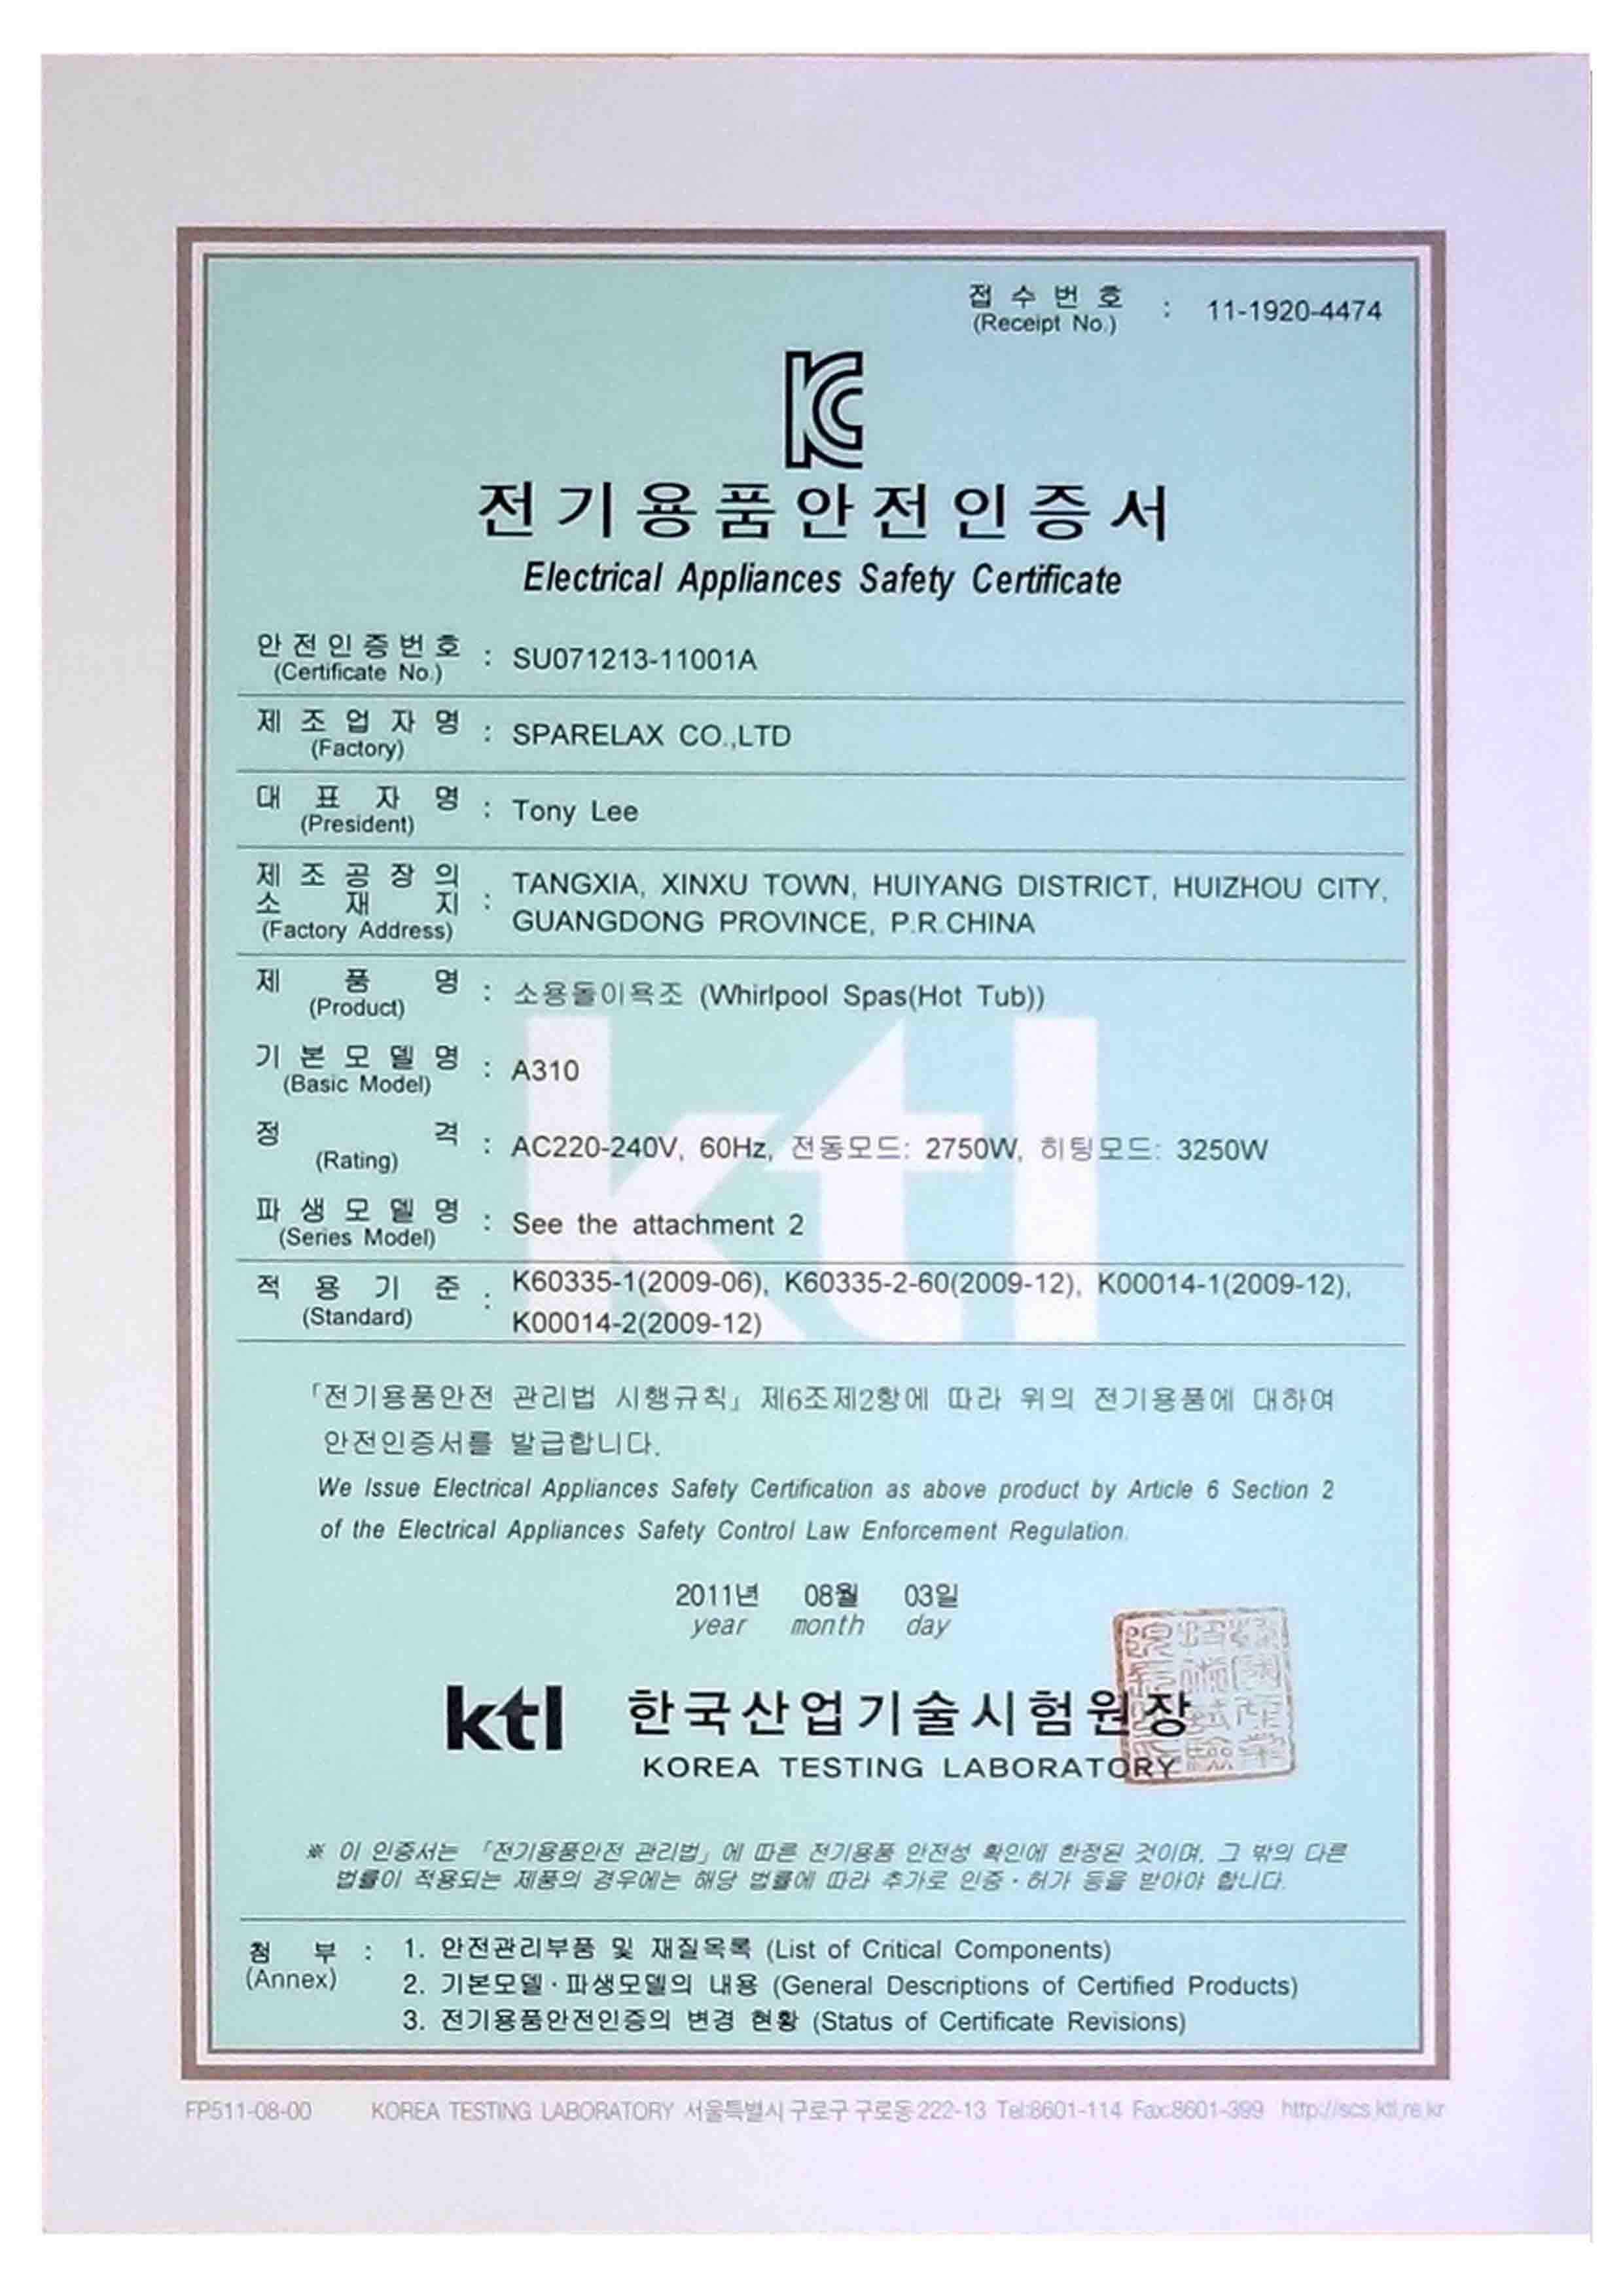 접수번호 : 11-1920-4474
(Receipt No.)
전기용품안전인증서
Electrical Appliances Safety Certificate
안전인증번호 : SU071213-11001A
(Certificate No.)
제조업자명 : SPARELAX CO.,LTD
(Factory)
대표자명 : Tony Lee
(President)
제조공장의 : TANGXIA, XINXU TOWN, HUIYANG DISTRICT, HUIZHOU CITY,
소재지 GUANGDONG PROVINCE, P.R.CHINA
(Factory Address)
제품명 : 소용돌이욕조 (Whirlpool Spas(Hot Tub))
(Product)
기본모델명 : A310
(Basic Model)
정격 : AC220-240V, 60Hz, 전동모드: 2750W, 히팅모드: 3250W
(Rating)
파생모델명 : See the attachment 2
(Series Model)
적용기준 : K60335-1(2009-06), K60335-2-60(2009-12), K00014-1(2009-12),
(Standard) K00014-2(2009-12)
ktl
「전기용품안전 관리법 시행규칙」 제6조제2항에 따라 위의 전기용품에 대하여
안전인증서를 발급합니다.
We Issue Electrical Appliances Safety Certification as above product by Article 6 Section 2
of the Electrical Appliances Safety Control Law Enforcement Regulation.
2011년 08월 03일
year month day
ktl 한국산업기술시험원장
KOREA TESTING LABORATORY
※ 이 인증서는 「전기용품안전 관리법」에 따른 전기용품 안전성 확인에 한정된 것이며, 그 밖의 다른
법률이 적용되는 제품의 경우에는 해당 법률에 따라 추가로 인증·허가 등을 받아야 합니다.
첨부 : 1. 안전관리부품 및 재질목록 (List of Critical Components)
(Annex) 2. 기본모델·파생모델의 내용 (General Descriptions of Certified Products)
3. 전기용품안전인증의 변경 현황 (Status of Certificate Revisions)
FP511-08-00 KOREA TESTING LABORATORY 서울특별시 구로구 구로동 222-13 Tel:8601-114 Fax:8601-399 http://scs.ktl.re.kr